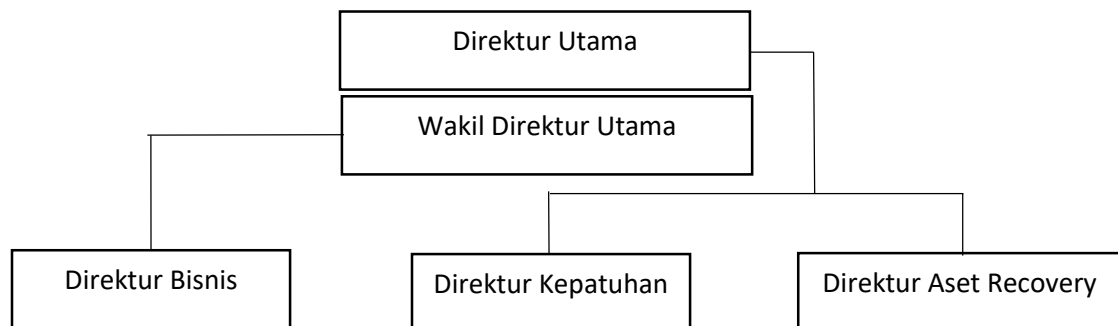 Direktur Utama
Wakil Direktur Utama
Direktur Bisnis
Direktur Kepatuhan
Direktur Aset Recovery